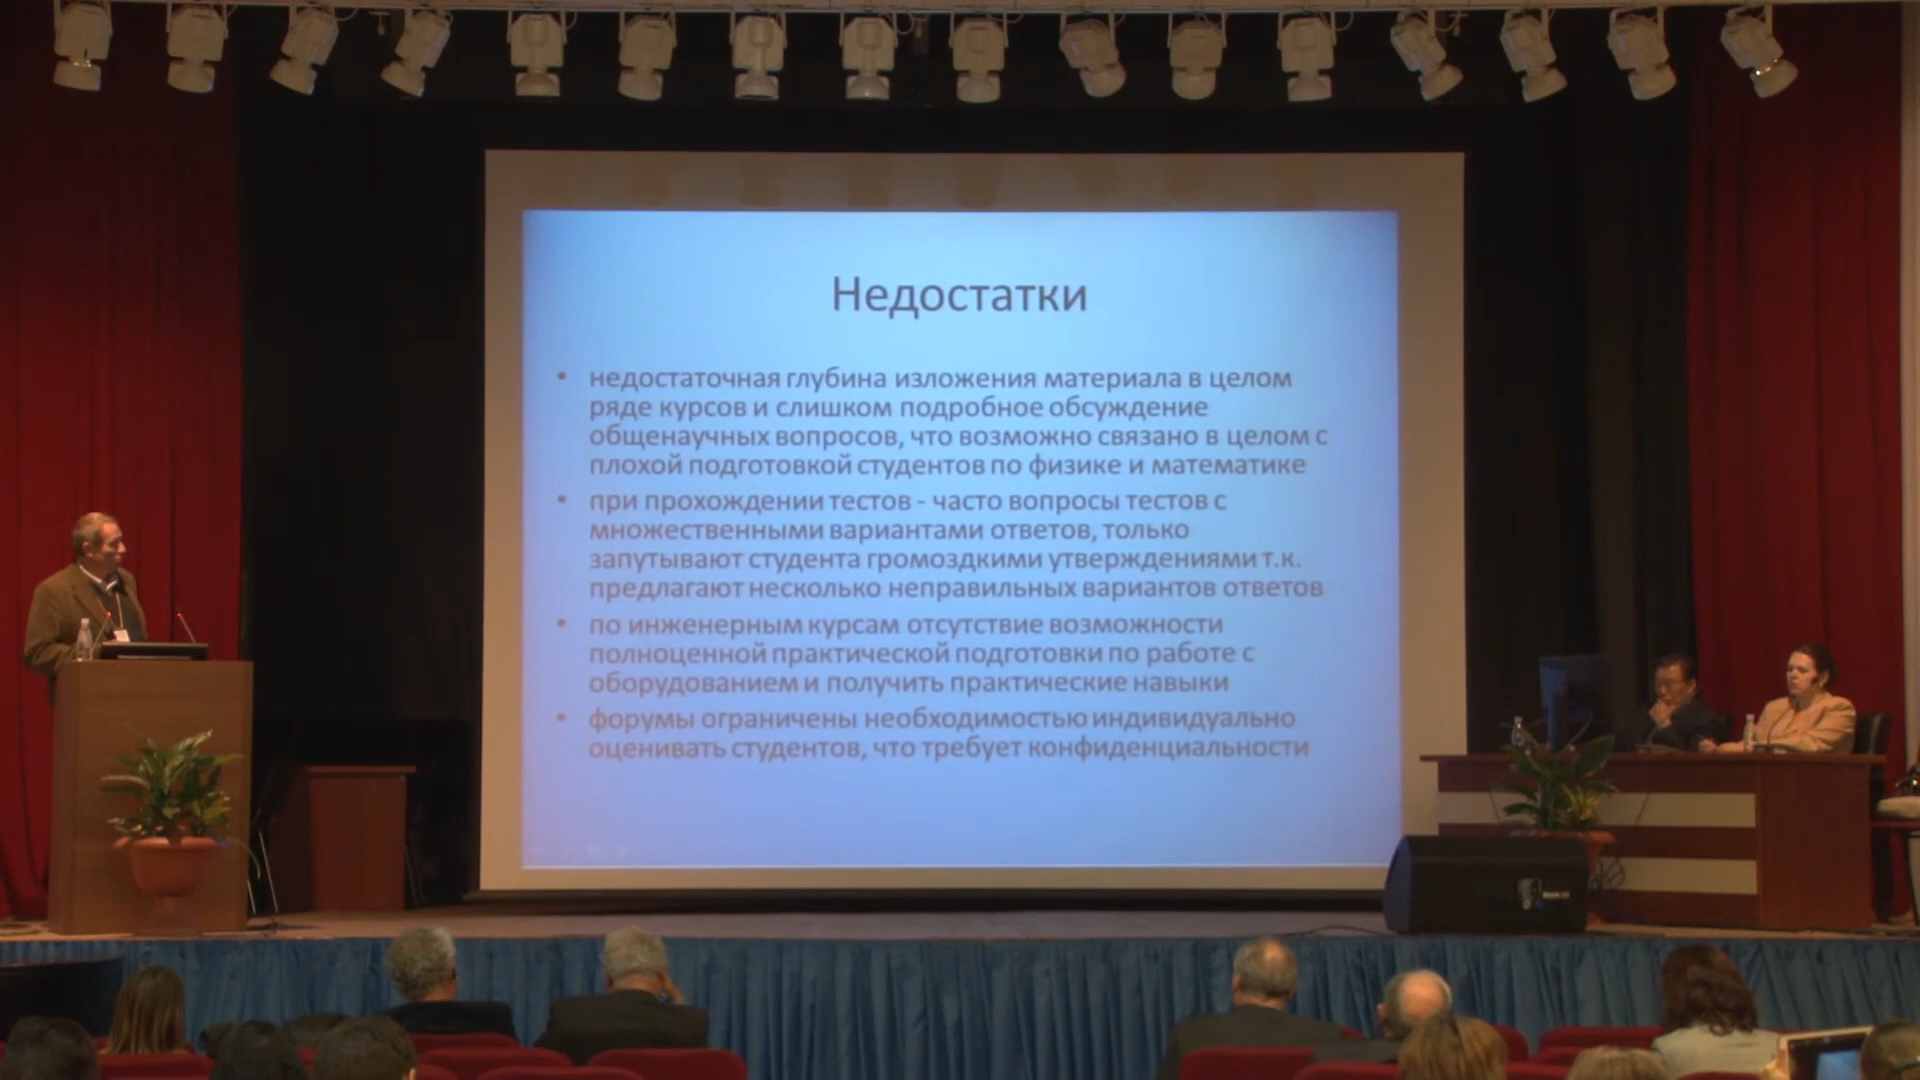 Недостатки
• недостаточная глубина изложения материала в целом
ряде курсов и слишком подробное обсуждение
общенаучных вопросов, что возможно связано в целом с
плохой подготовкой студентов по физике и математике
• при прохождении тестов - часто вопросы тестов с
множественными вариантами ответов, только
запутывают студента громоздкими утверждениями т.к.
предлагают несколько неправильных вариантов ответов
• по инженерным курсам отсутствие возможности
полноценной практической подготовки по работе с
оборудованием и получить практические навыки
• форумы ограничены необходимостью индивидуально
оценивать студентов, что требует конфиденциальности